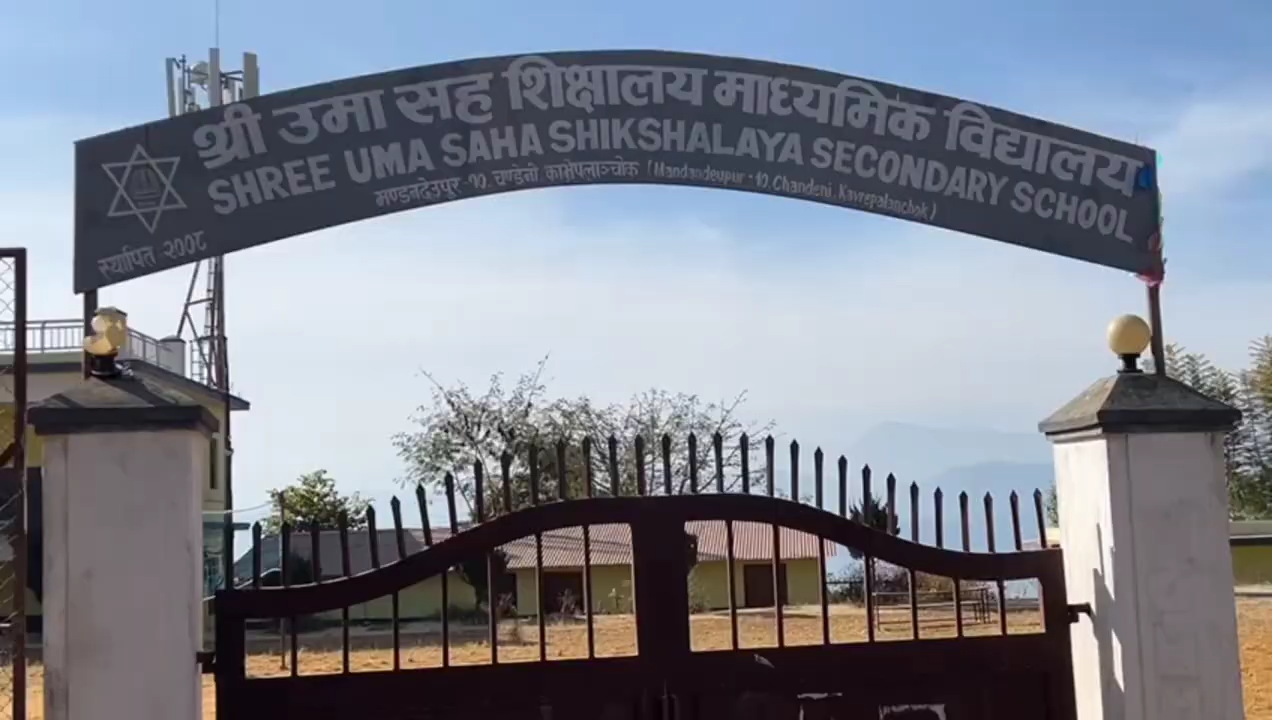 श्री उमा सह शिक्षालय माध्यमिक विद्यालय
SHREE UMA SAHA SHIKSHALAYA SECONDARY SCHOOL
मण्डनदेउपुर -१०, चण्डेनी, काभ्रेपलाञ्चोक (Mandandeupur - 10, Chandeni, Kavrepalanchok)
स्थापित २००८